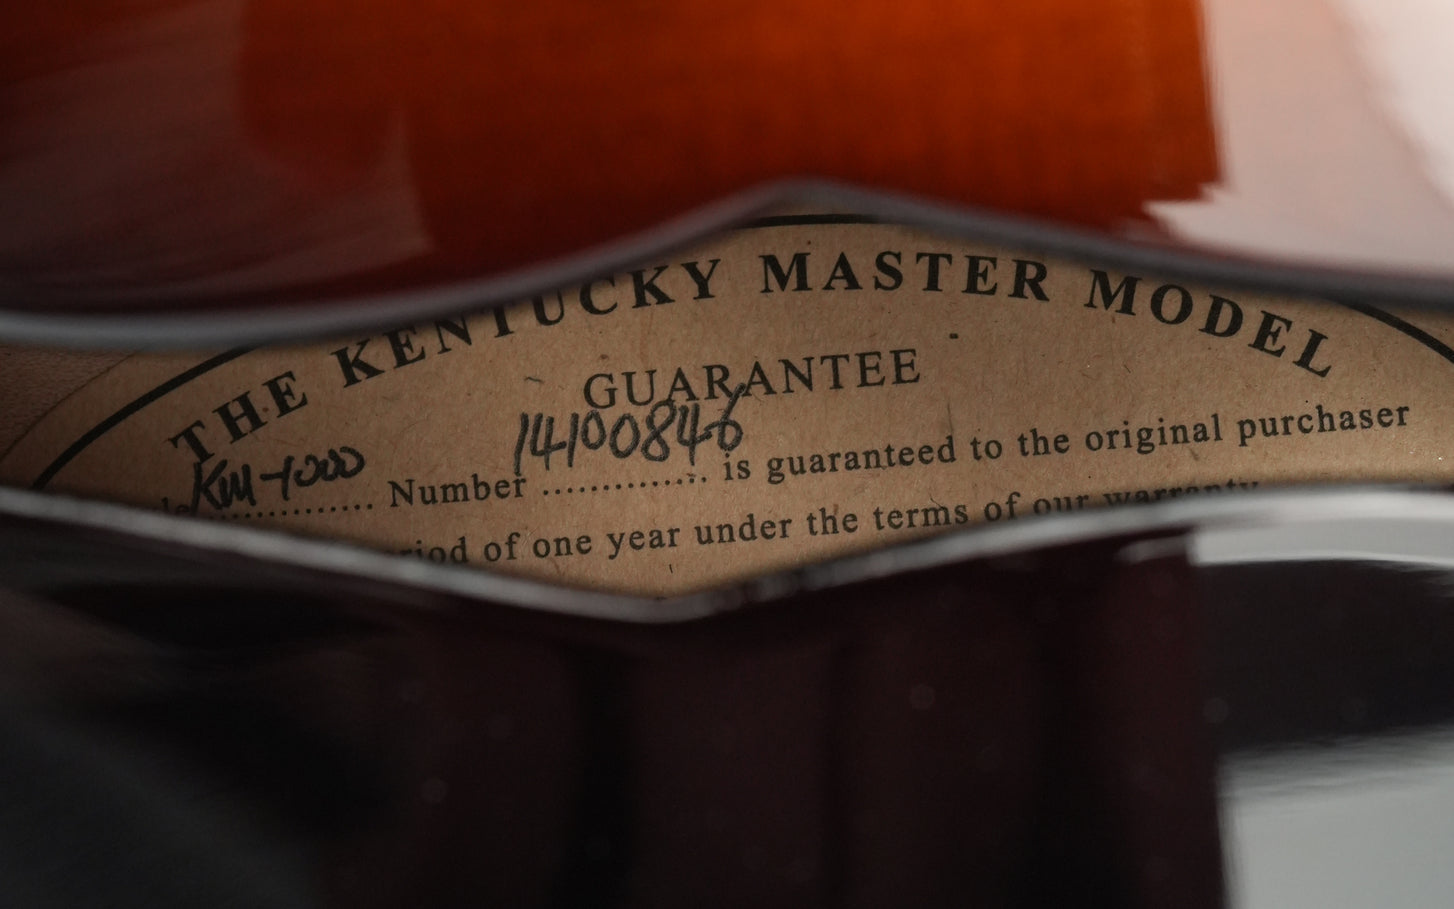 THE KENTUCKY MASTER MODEL
GUARANTEE
KM-1000 Number 14100846 is guaranteed to the original purchaser
of one year under the terms of our warranty